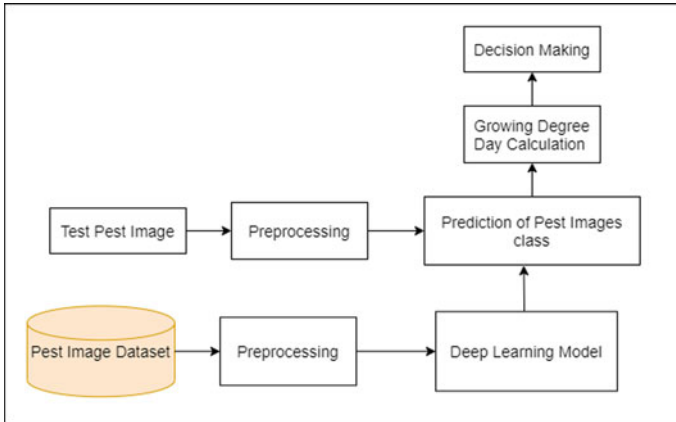 Decision Making
Growing Degree
Day Calculation
Test Pest Image
Preprocessing
Prediction of Pest Images
class
Pest Image Dataset
Preprocessing
Deep Learning Model